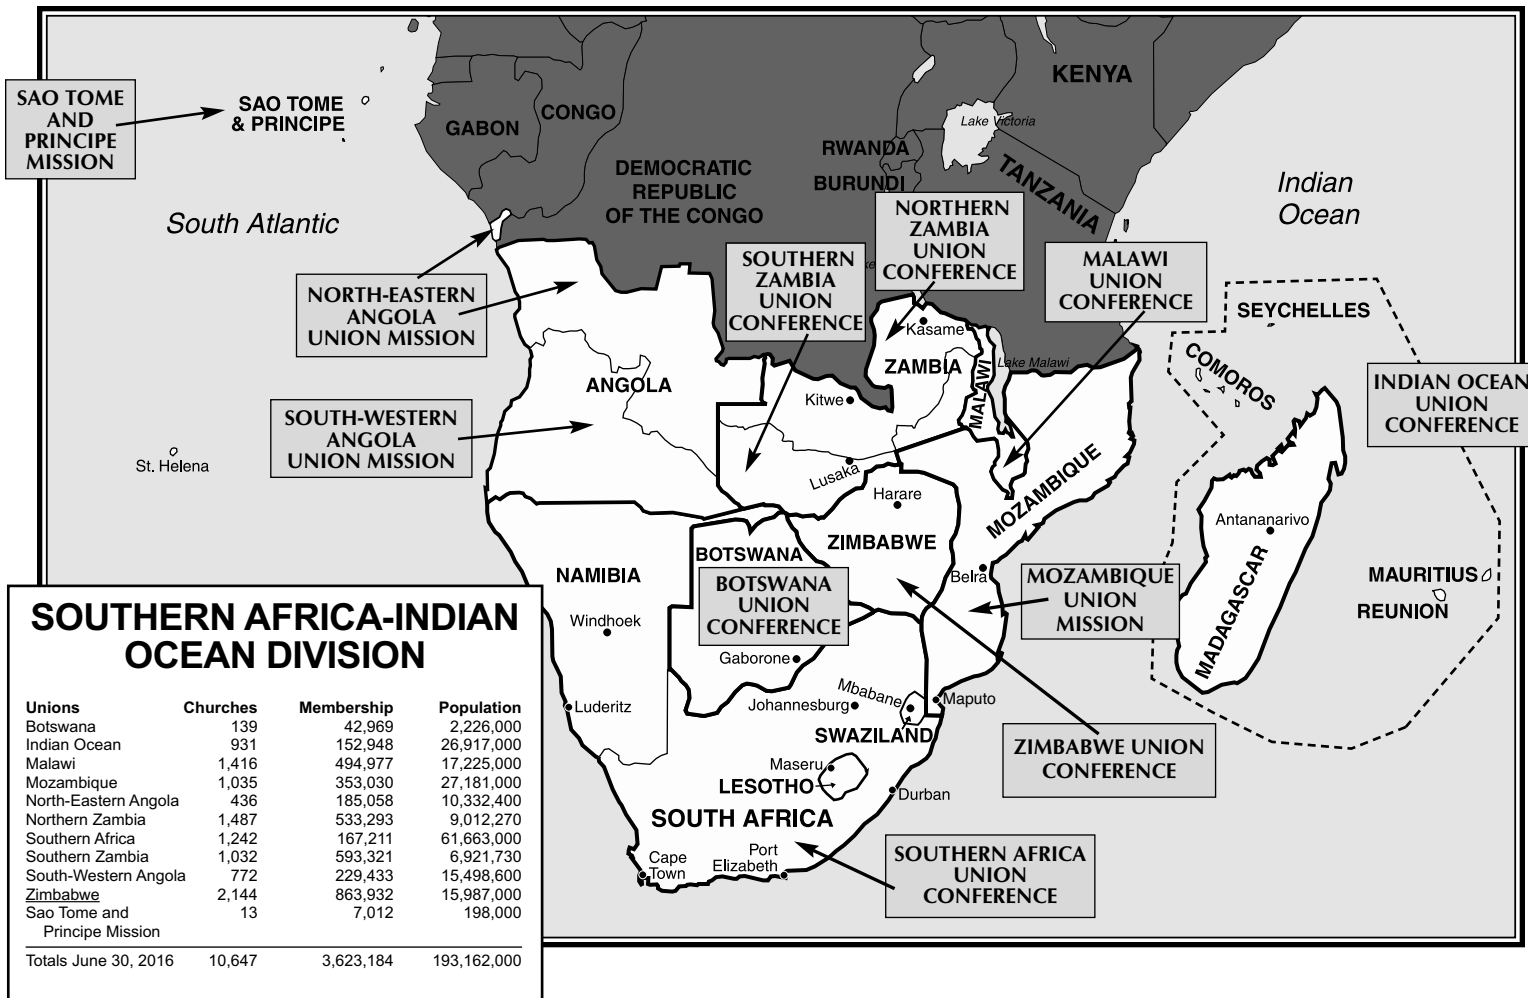 SAO TOME
AND
PRINCIPE
MISSION
SAO TOME
& PRINCIPE
GABON
CONGO
DEMOCRATIC
REPUBLIC
OF THE CONGO
RWANDA
BURUNDI
KENYA
Lake Victoria
TANZANIA
Indian
Ocean
South Atlantic
NORTH-EASTERN
ANGOLA
UNION MISSION
SOUTHERN
ZAMBIA
UNION
CONFERENCE
NORTHERN
ZAMBIA
UNION
CONFERENCE
MALAWI
UNION
CONFERENCE
SEYCHELLES
COMOROS
INDIAN OCEAN
UNION
CONFERENCE
Kasame
ZAMBIA
Lake Malawi
MALAWI
ANGOLA
Kitwe
SOUTH-WESTERN
ANGOLA
UNION MISSION
St. Helena
Lusaka
Harare
MOZAMBIQUE
Antananarivo
ZIMBABWE
BOTSWANA
NAMIBIA
Belra
BOTSWANA
UNION
CONFERENCE
MOZAMBIQUE
UNION
MISSION
MAURITIUS
REUNION
MADAGASCAR
Windhoek
Gaborone
Mbabane
Luderitz
Johannesburg
Maputo
SWAZILAND
ZIMBABWE UNION
CONFERENCE
Maseru
LESOTHO
Durban
SOUTH AFRICA
Port
Elizabeth
Cape
Town
SOUTHERN AFRICA
UNION
CONFERENCE
SOUTHERN AFRICA-INDIAN
OCEAN DIVISION
Unions Churches Membership Population
Botswana 139 42,969 2,226,000
Indian Ocean 931 152,948 26,917,000
Malawi 1,416 494,977 17,225,000
Mozambique 1,035 353,030 27,181,000
North-Eastern Angola 436 185,058 10,332,400
Northern Zambia 1,487 533,293 9,012,270
Southern Africa 1,242 167,211 61,663,000
Southern Zambia 1,032 593,321 6,921,730
South-Western Angola 772 229,433 15,498,600
Zimbabwe 2,144 863,932 15,987,000
Sao Tome and 13 7,012 198,000
Principe Mission
Totals June 30, 2016 10,647 3,623,184 193,162,000